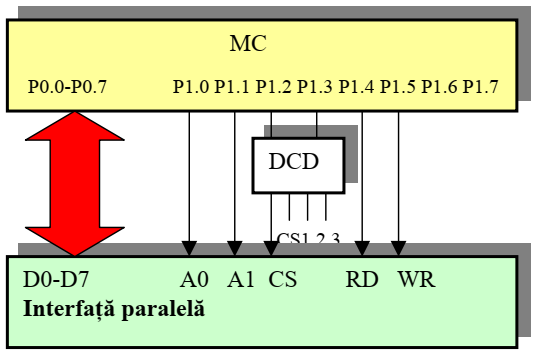 MC
P0.0-P0.7 P1.0 P1.1 P1.2 P1.3 P1.4 P1.5 P1.6 P1.7
DCD
CS1 2 3
D0-D7 A0 A1 CS RD WR
Interfață paralelă